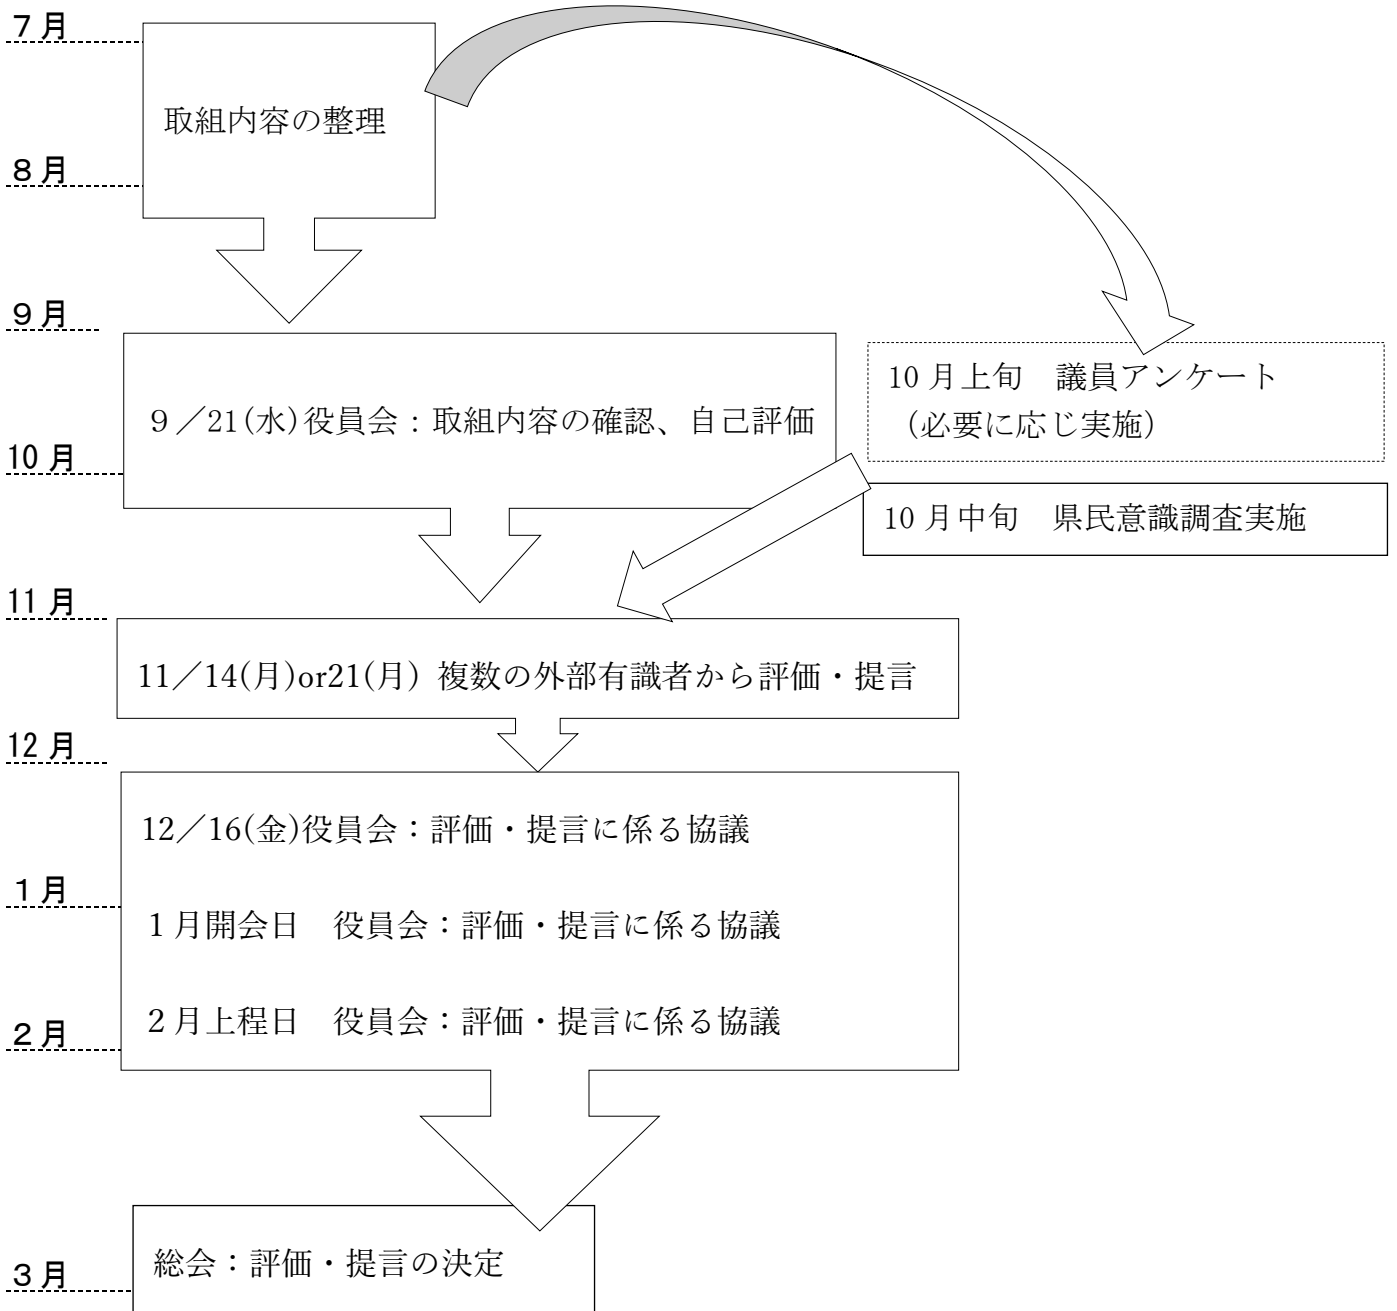 ７月
取組内容の整理
８月
９月
10月上旬　議員アンケート
（必要に応じ実施）
９／21(水)役員会：取組内容の確認、自己評価
10月
10月中旬　県民意識調査実施
11月
11／14(月)or21(月) 複数の外部有識者から評価・提言
12月
12／16(金)役員会：評価・提言に係る協議
１月
１月開会日　役員会：評価・提言に係る協議
２月上程日　役員会：評価・提言に係る協議
２月
総会：評価・提言の決定
３月